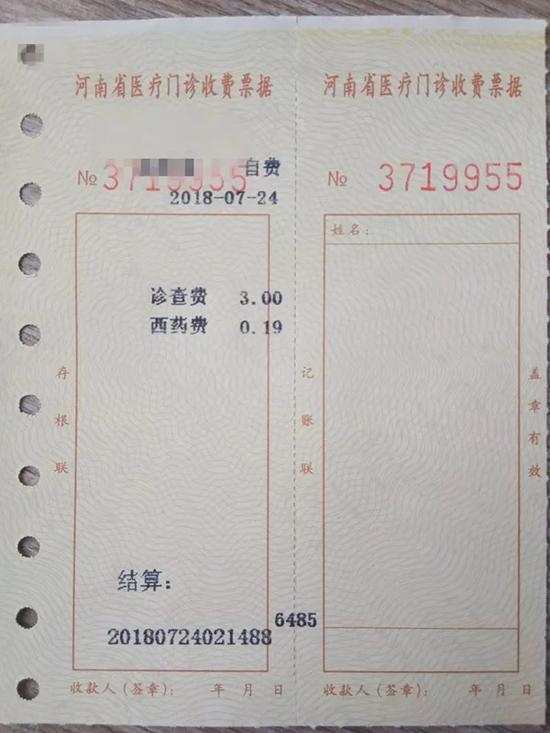 河南省医疗门诊收费票据
自费
№ 3719955
2018-07-24
诊查费 3.00
西药费 0.19
存根联
结算:
6485
20180724021488
收款人(签章): 年 月 日
河南省医疗门诊收费票据
№ 3719955
姓名:
记账联
盖章有效
收款人(签章): 年 月 日